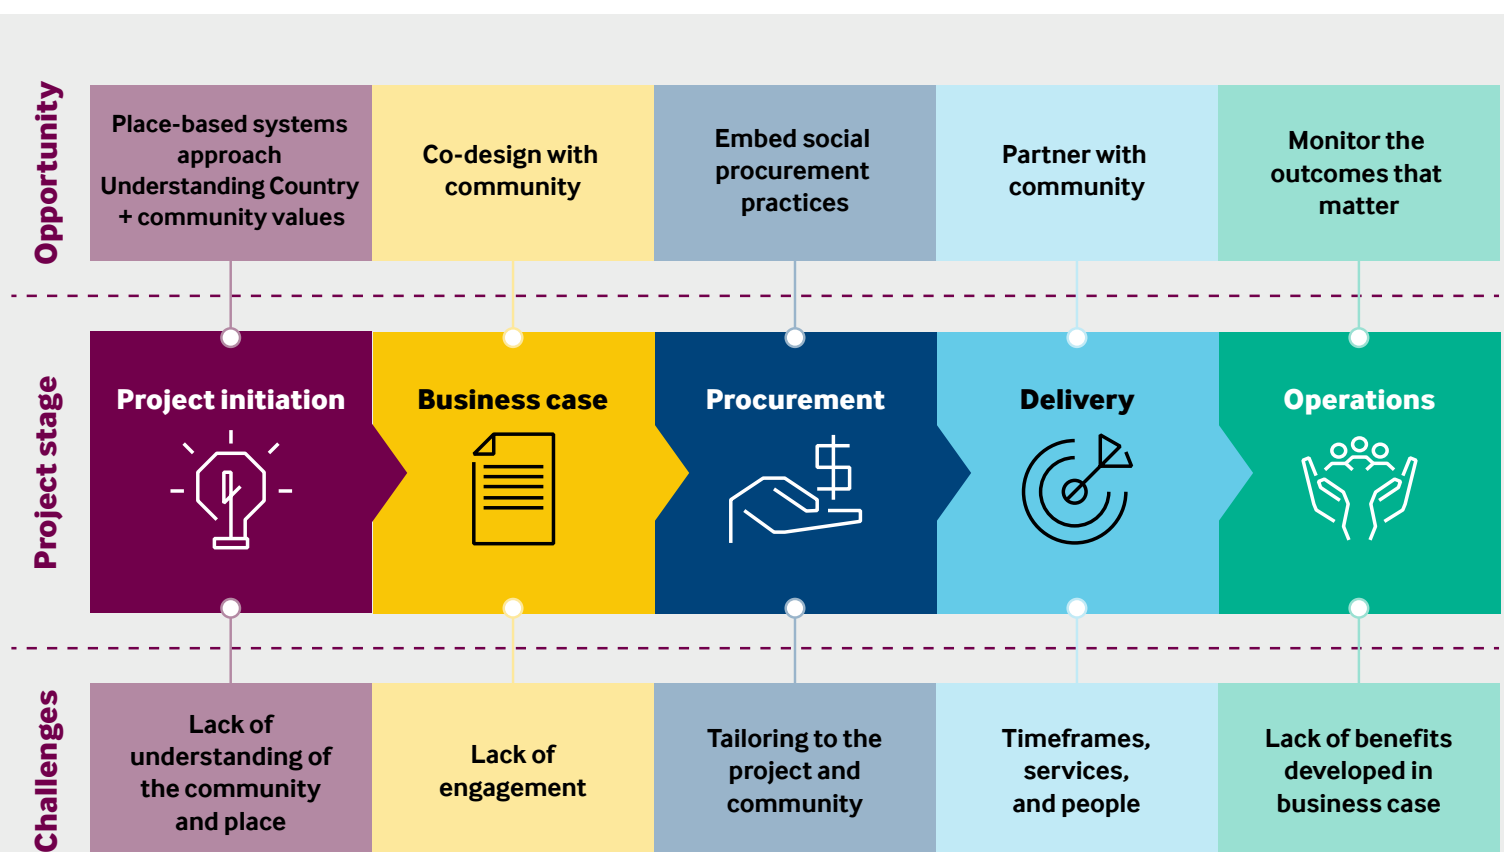 Opportunity
Place-based systems
approach
Understanding Country
+ community values
Co-design with
community
Embed social
procurement
practices
Partner with
community
Monitor the
outcomes that
matter
Project stage
Project initiation
Business case
Procurement
Delivery
Operations
Challenges
Lack of
understanding of
the community
and place
Lack of
engagement
Tailoring to the
project and
community
Timeframes,
services,
and people
Lack of benefits
developed in
business case